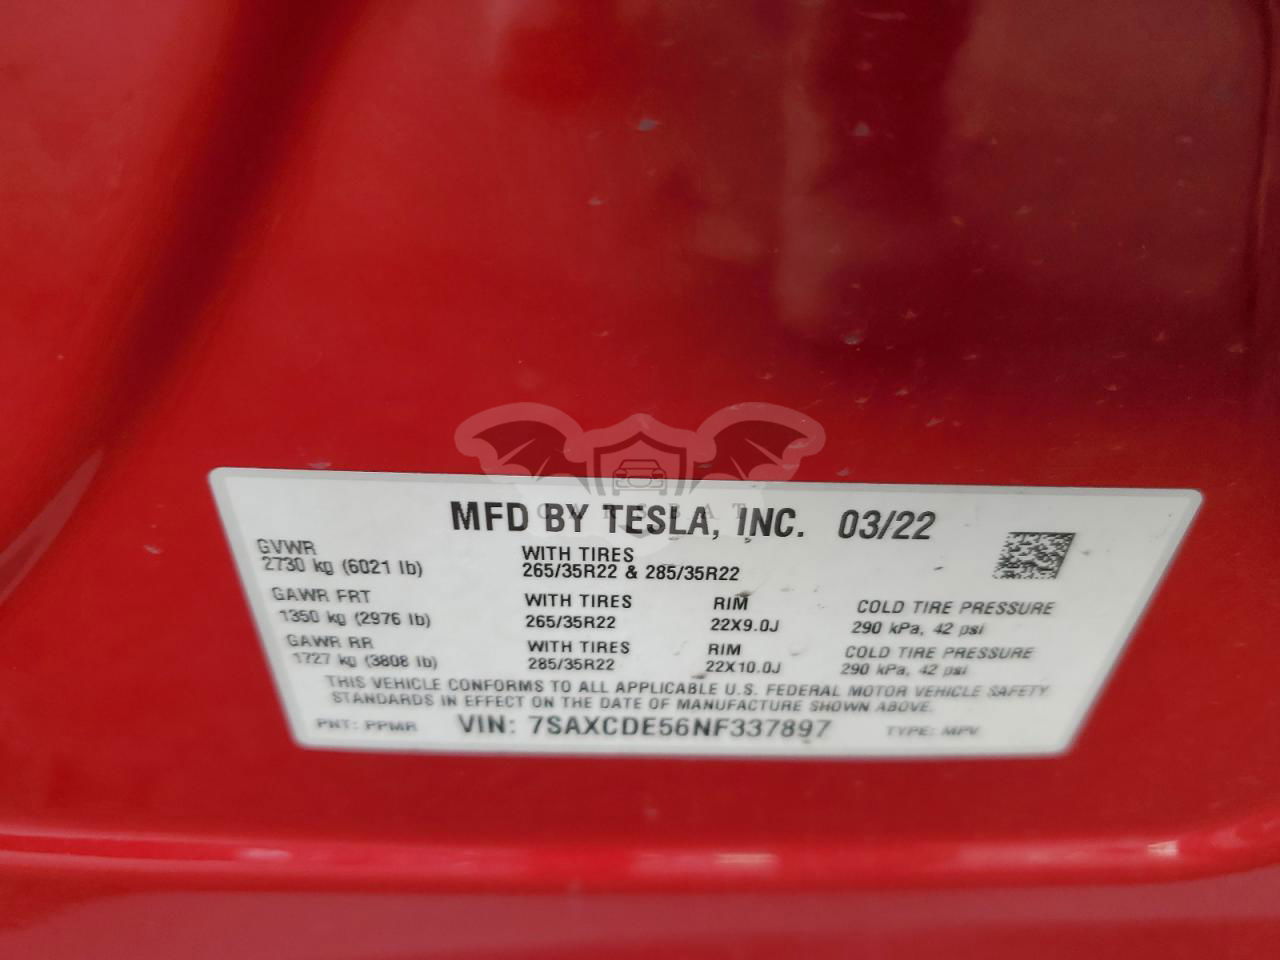 MFD BY TESLA, INC. 03/22
GVWR
2730 kg (6021 lb)
WITH TIRES
265/35R22 & 285/35R22
GAWR FRT
1350 kg (2976 lb)
WITH TIRES
265/35R22
RIM
22X9.0J
COLD TIRE PRESSURE
290 kPa, 42 psi
GAWR RR
1727 kg (3808 lb)
WITH TIRES
285/35R22
RIM
22X10.0J
COLD TIRE PRESSURE
290 kPa, 42 psi
THIS VEHICLE CONFORMS TO ALL APPLICABLE U.S. FEDERAL MOTOR VEHICLE SAFETY
STANDARDS IN EFFECT ON THE DATE OF MANUFACTURE SHOWN ABOVE.
PNT: PPMR VIN: 7SAXCDE56NF337897 TYPE: MPV